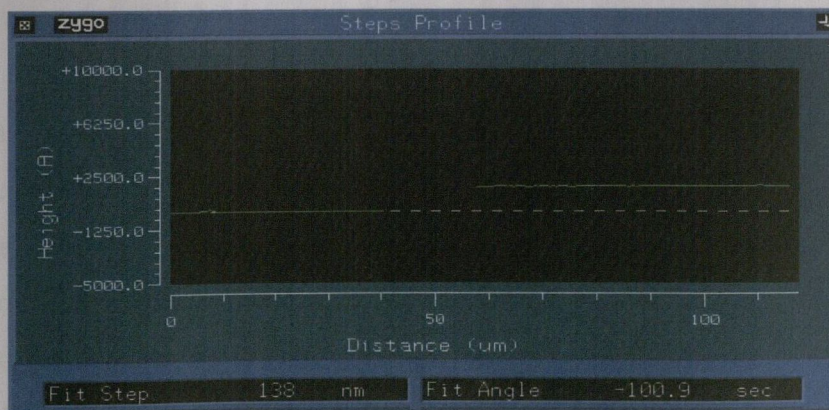 zygo Steps Profile
+10000.0
+6250.0
+2500.0
-1250.0
-5000.0
Height (A)
0 50 100
Distance (um)
Fit Step 138 nm Fit Angle -100.9 sec